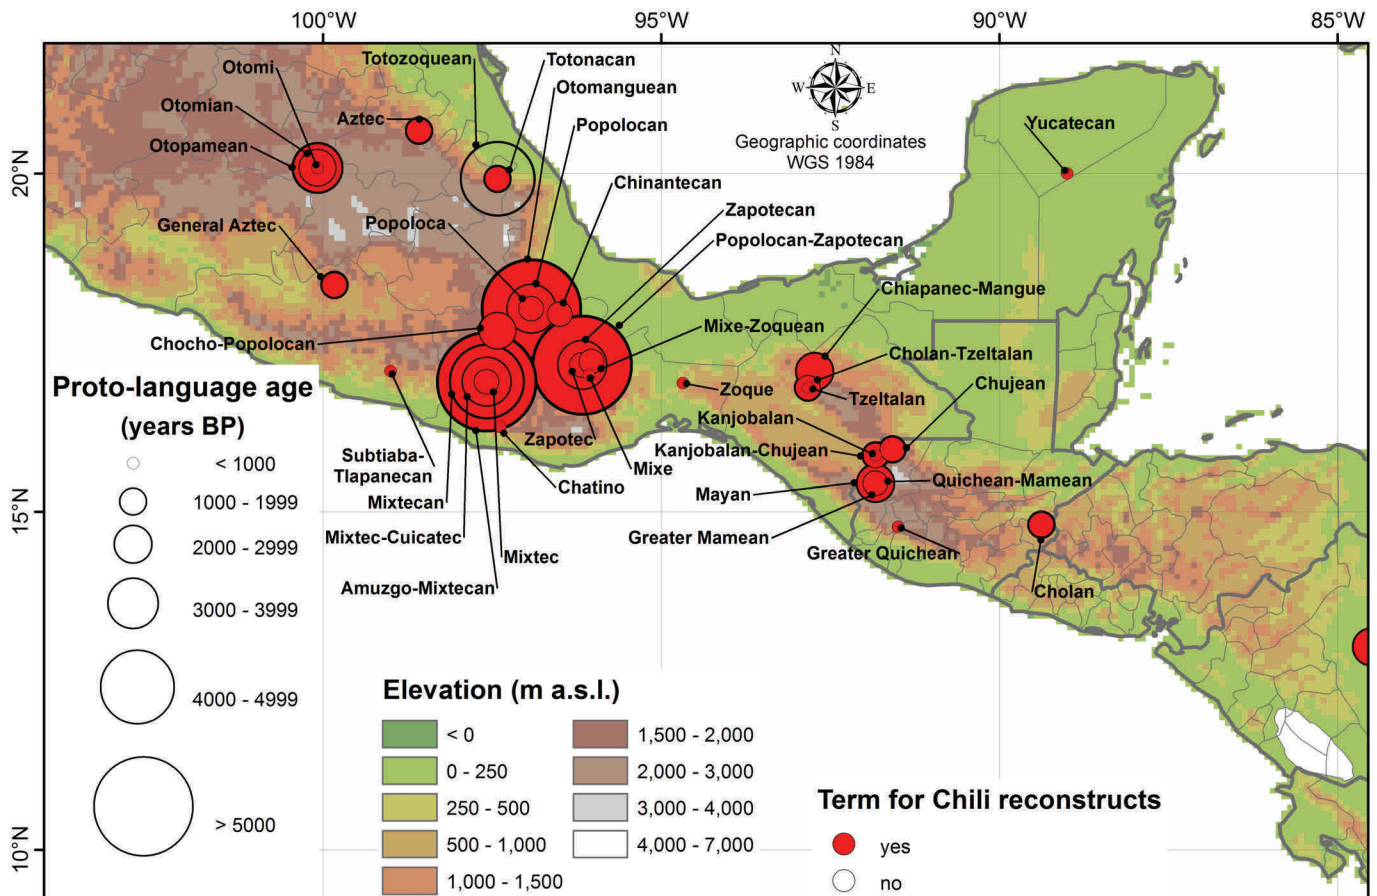 100°W
95°W
90°W
85°W
Otomi
Totozoquean
Totonacan
N
Otomanguean
W
E
Otomian
Aztec
Popolocan
S
Yucatecan
Geographic coordinates
WGS 1984
Otopamean
20°N
Chinantecan
General Aztec
Popoloca
Zapotecan
Popolocan-Zapotecan
Chiapanec-Mangue
Mixe-Zoquean
Chocho-Popolocan
Cholan-Tzeltalan
Zoque
Chujean
Tzeltalan
Kanjobalan
Zapotec
Kanjobalan-Chujean
Subtiaba-
Tlapanecan
Mixe
Quichean-Mamean
Chatino
Mayan
Mixtecan
15°N
Mixtec-Cuicatec
Greater Mamean
Mixtec
Greater Quichean
Amuzgo-Mixtecan
Cholan
10°N
Proto-language age
(years BP)
< 1000
1000 - 1999
2000 - 2999
3000 - 3999
4000 - 4999
> 5000
Elevation (m a.s.l.)
< 0
0 - 250
250 - 500
500 - 1,000
1,000 - 1,500
1,500 - 2,000
2,000 - 3,000
3,000 - 4,000
4,000 - 7,000
Term for Chili reconstructs
yes
no